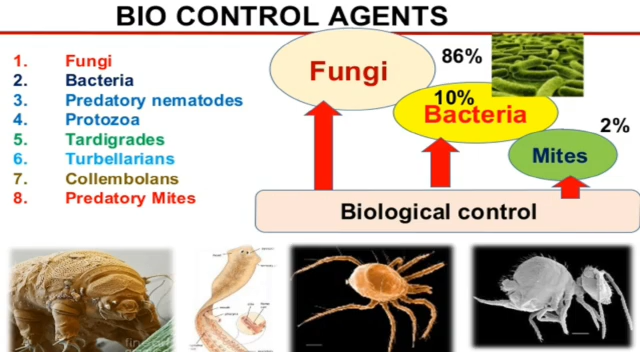 BIO CONTROL AGENTS
1. Fungi
2. Bacteria
3. Predatory nematodes
4. Protozoa
5. Tardigrades
6. Turbellarians
7. Collembolans
8. Predatory Mites
Fungi
86%
10%
Bacteria
2%
Mites
Biological control